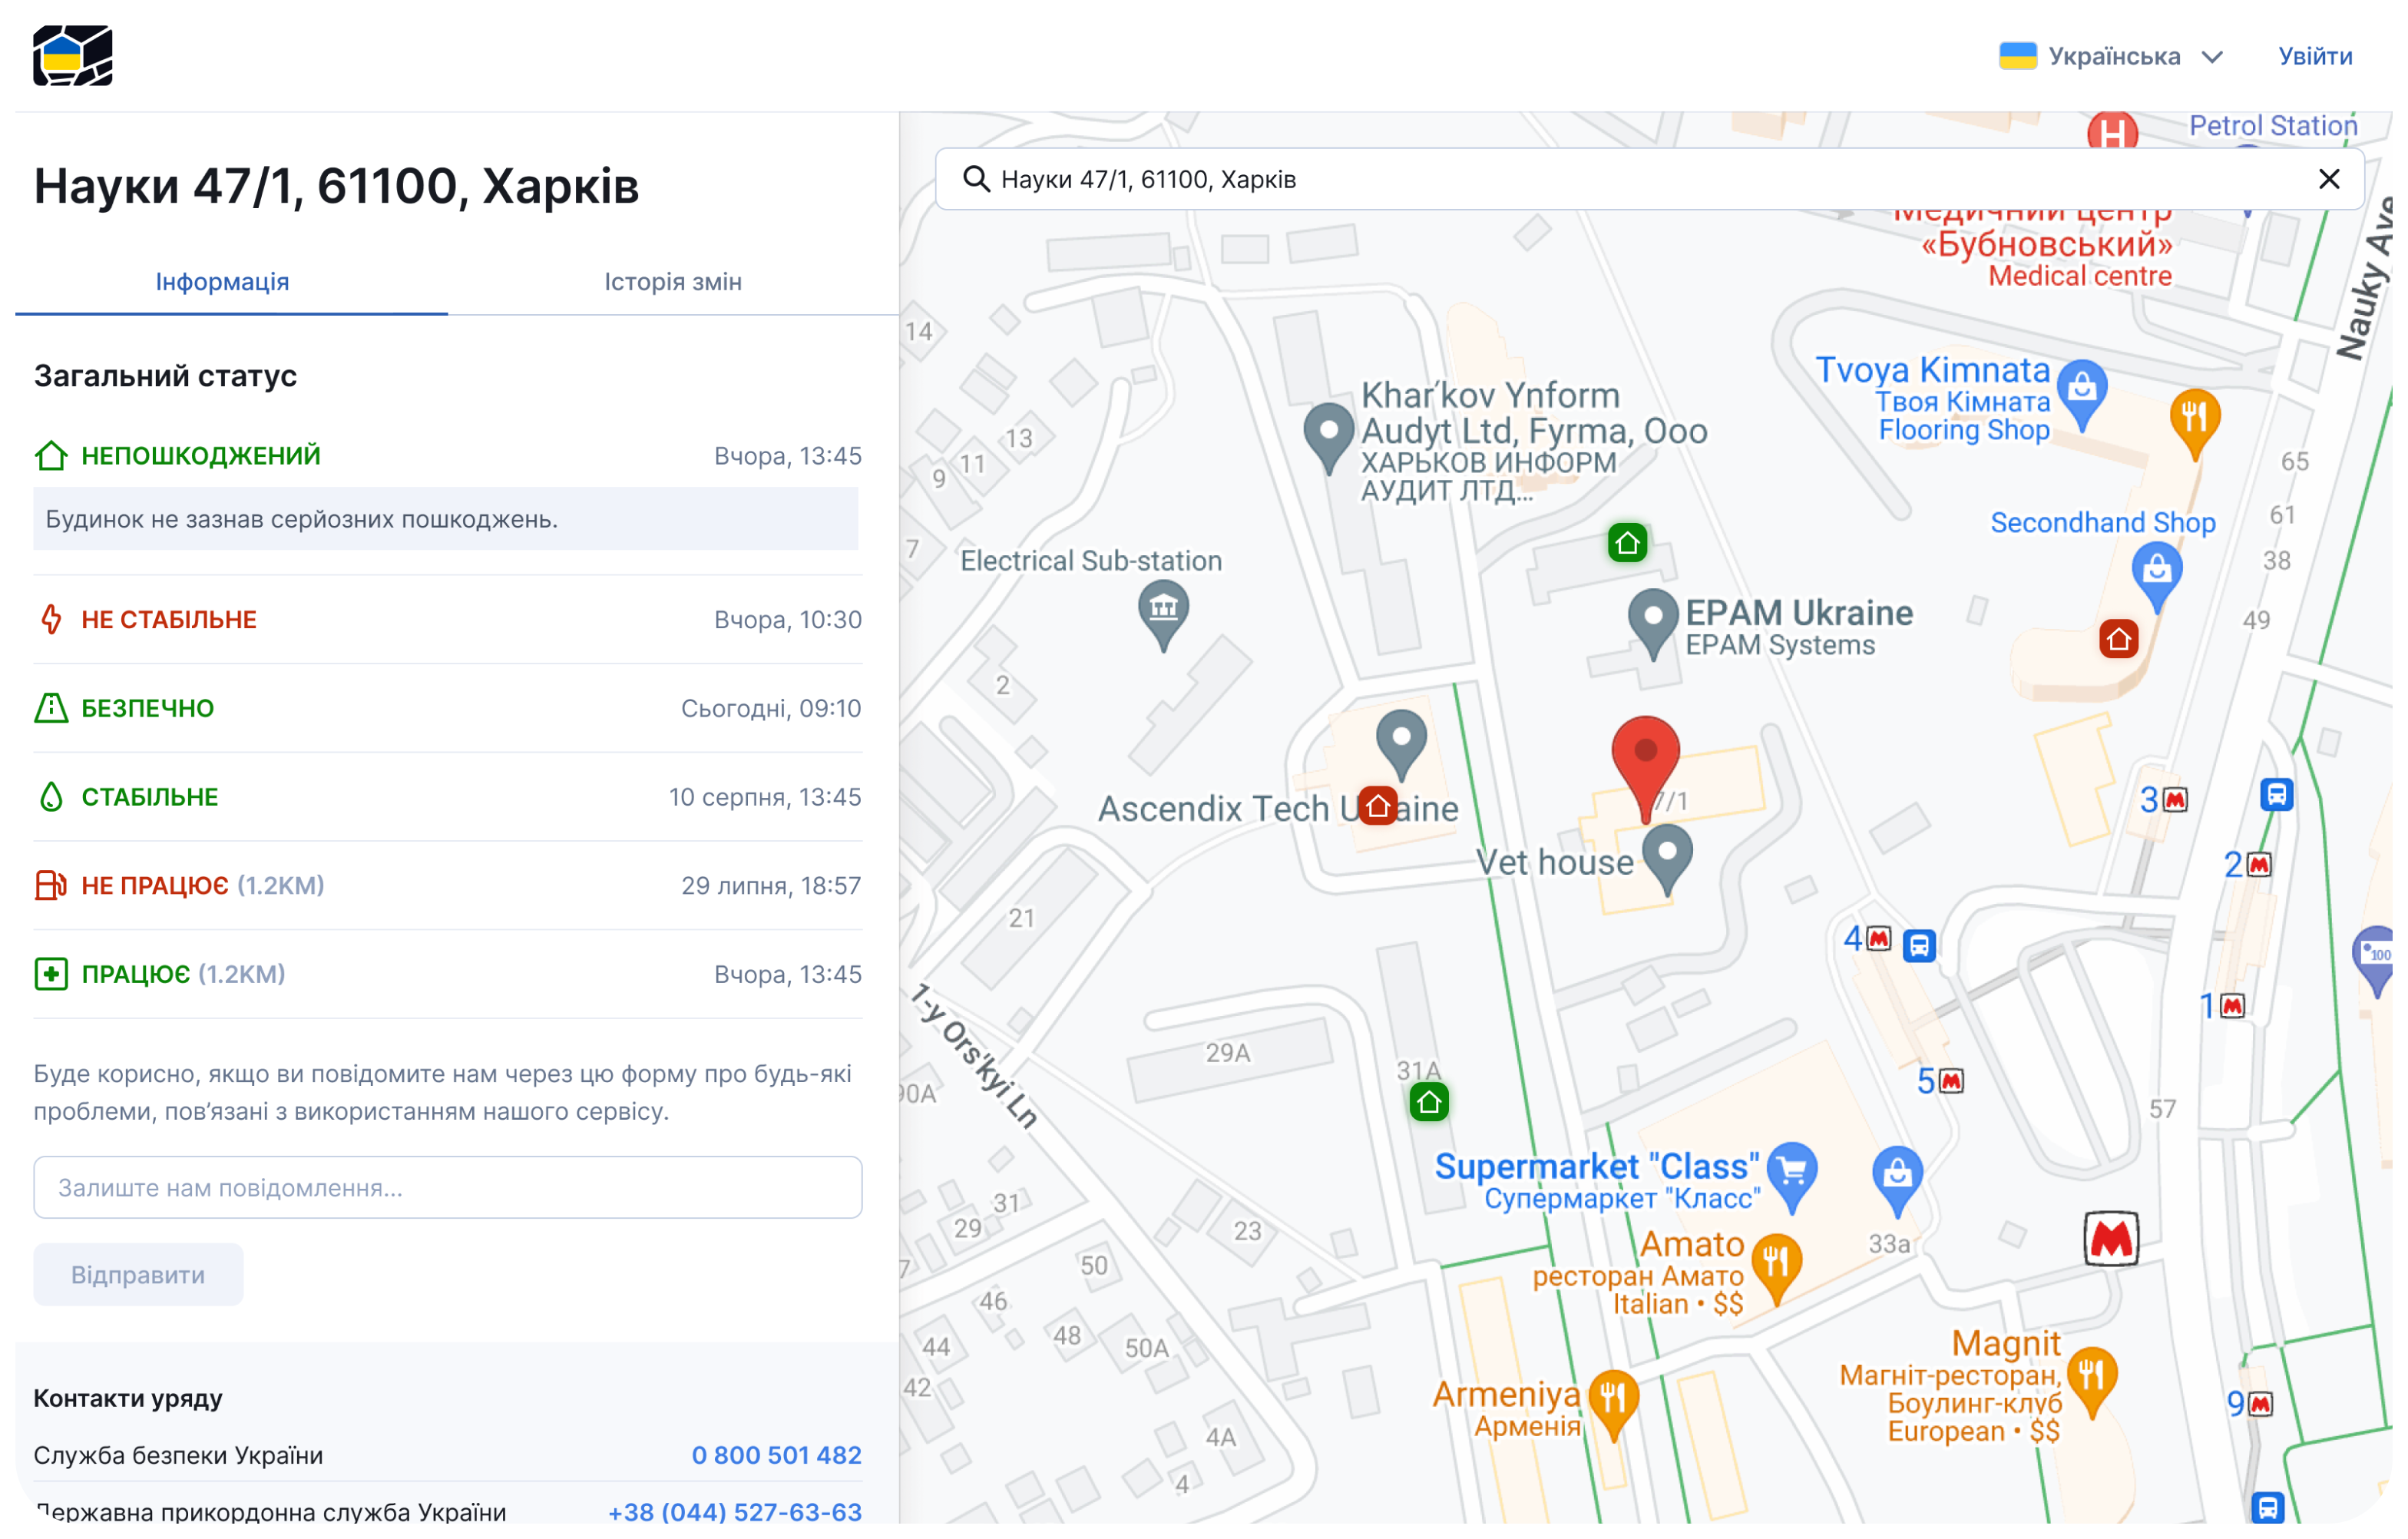 Українська
Увійти
Науки 47/1, 61100, Харків
Інформація
Історія змін
Загальний статус
НЕПОШКОДЖЕНИЙ
Вчора, 13:45
Будинок не зазнав серйозних пошкоджень.
НЕ СТАБІЛЬНЕ
Вчора, 10:30
БЕЗПЕЧНО
Сьогодні, 09:10
СТАБІЛЬНЕ
10 серпня, 13:45
НЕ ПРАЦЮЄ (1.2KM)
29 липня, 18:57
ПРАЦЮЄ (1.2KM)
Вчора, 13:45
Буде корисно, якщо ви повідомите нам через цю форму про будь-які
проблеми, пов’язані з використанням нашого сервісу.
Залиште нам повідомлення...
Відправити
Контакти уряду
Служба безпеки України
0 800 501 482
Державна прикордонна служба України
+38 (044) 527-63-63
H
Petrol Station
Науки 47/1, 61100, Харків
Медичний центр
«Бубновський»
Medical centre
Nauky Ave
14
Khar'kov Ynform
Audyt Ltd, Fyrma, Ooo
ХАРЬКОВ ИНФОРМ
АУДИТ ЛТД...
Tvoya Kimnata
Твоя Кімната
Flooring Shop
13
11
9
65
7
61
Secondhand Shop
38
Electrical Sub-station
EPAM Ukraine
EPAM Systems
49
2
7/1
3
Ascendix Tech Ukraine
Vet house
2
21
4
100
1
1-y Ors'kyi Ln
29A
31A
5
90A
57
Supermarket "Class"
Супермаркет "Класс"
31
29
23
Amato
ресторан Амато
Italian • $$
33a
7
50
46
48
50A
44
42
Magnit
Магніт-ресторан,
Боулинг-клуб
European • $$
Armeniya
Арменія
9
4A
4